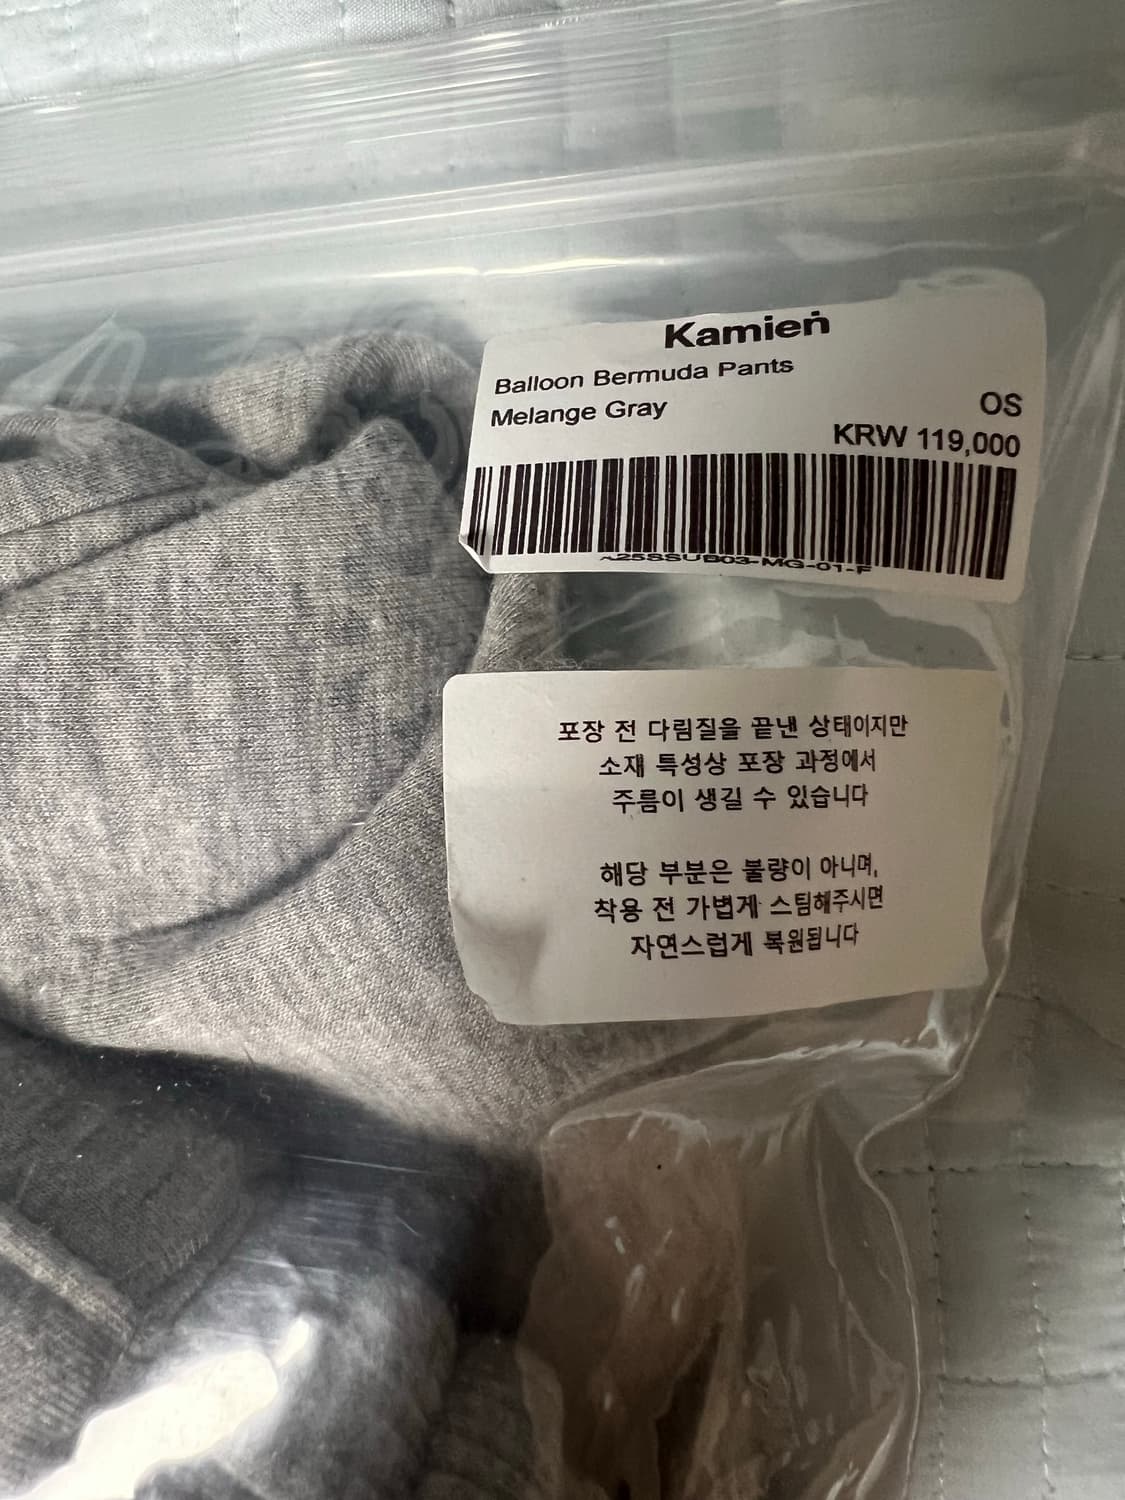 Kamień
Balloon Bermuda Pants
Melange Gray
OS
KRW 119,000
포장 전 다림질을 끝낸 상태이지만
소재 특성상 포장 과정에서
주름이 생길 수 있습니다
해당 부분은 불량이 아니며,
착용 전 가볍게 스팀해주시면
자연스럽게 복원됩니다